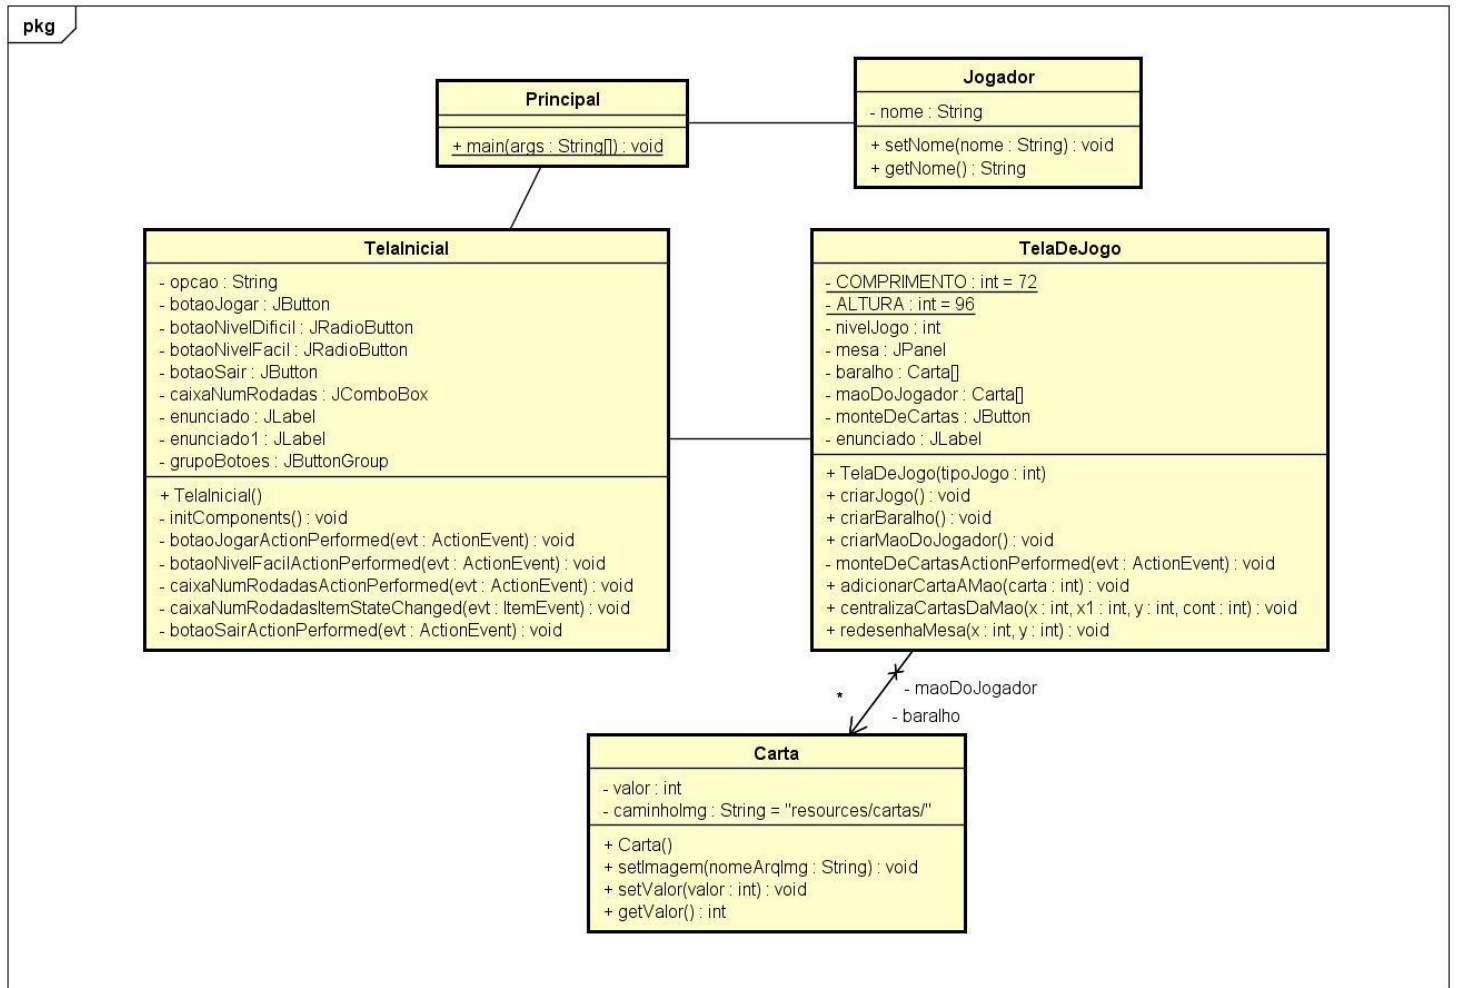 pkg
Principal
+ main(args : String[]) : void
Jogador
- nome : String
+ setNome(nome : String) : void
+ getNome() : String
TelaInicial
- opcao : String
- botaoJogar : JButton
- botaoNivelDificil : JRadioButton
- botaoNivelFacil : JRadioButton
- botaoSair : JButton
- caixaNumRodadas : JComboBox
- enunciado : JLabel
- enunciado1 : JLabel
- grupoBotoes : JButtonGroup
+ TelaInicial()
- initComponents() : void
- botaoJogarActionPerformed(evt : ActionEvent) : void
- botaoNivelFacilActionPerformed(evt : ActionEvent) : void
- caixaNumRodadasActionPerformed(evt : ActionEvent) : void
- caixaNumRodadasItemStateChanged(evt : ItemEvent) : void
- botaoSairActionPerformed(evt : ActionEvent) : void
TelaDeJogo
- COMPRIMENTO : int = 72
- ALTURA : int = 96
- nivelJogo : int
- mesa : JPanel
- baralho : Carta[]
- maoDoJogador : Carta[]
- monteDeCartas : JButton
- enunciado : JLabel
+ TelaDeJogo(tipoJogo : int)
+ criarJogo() : void
+ criarBaralho() : void
+ criarMaoDoJogador() : void
- monteDeCartasActionPerformed(evt : ActionEvent) : void
+ adicionarCartaAMao(carta : int) : void
+ centralizaCartasDaMao(x : int, x1 : int, y : int, cont : int) : void
+ redesenhaMesa(x : int, y : int) : void
- maoDoJogador
*
- baralho
Carta
- valor : int
- caminhoImg : String = "resources/cartas/"
+ Carta()
+ setImagem(nomeArqImg : String) : void
+ setValor(valor : int) : void
+ getValor() : int